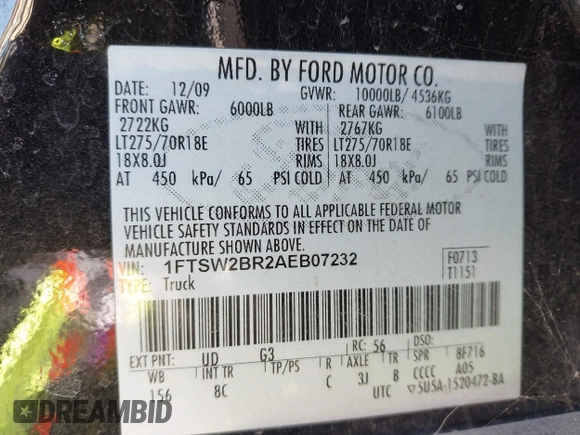 MFD. BY FORD MOTOR CO.
DATE: 12/09 GVWR: 10000LB/ 4536KG
FRONT GAWR: 6000LB REAR GAWR: 6100LB
2722KG WITH 2767KG WITH
LT275/70R18E TIRES LT275/70R18E TIRES
18X8.0J RIMS 18X8.0J RIMS
AT 450 kPa/ 65 PSI COLD AT 450 kPa/ 65 PSI COLD
THIS VEHICLE CONFORMS TO ALL APPLICABLE FEDERAL MOTOR
VEHICLE SAFETY STANDARDS IN EFFECT ON THE DATE OF
MANUFACTURE SHOWN ABOVE.
VIN: 1FTSW2BR2AEB07232 F0713
TYPE: Truck T1151
EXT PNT: UD G3 RC: 56 DSO:
WB INT TR TP/PS R AXLE TR SPR 8F716
156 8C C 3J B CCCC A05
UTC ▽SUSA-1520472-BA
DREAMBID